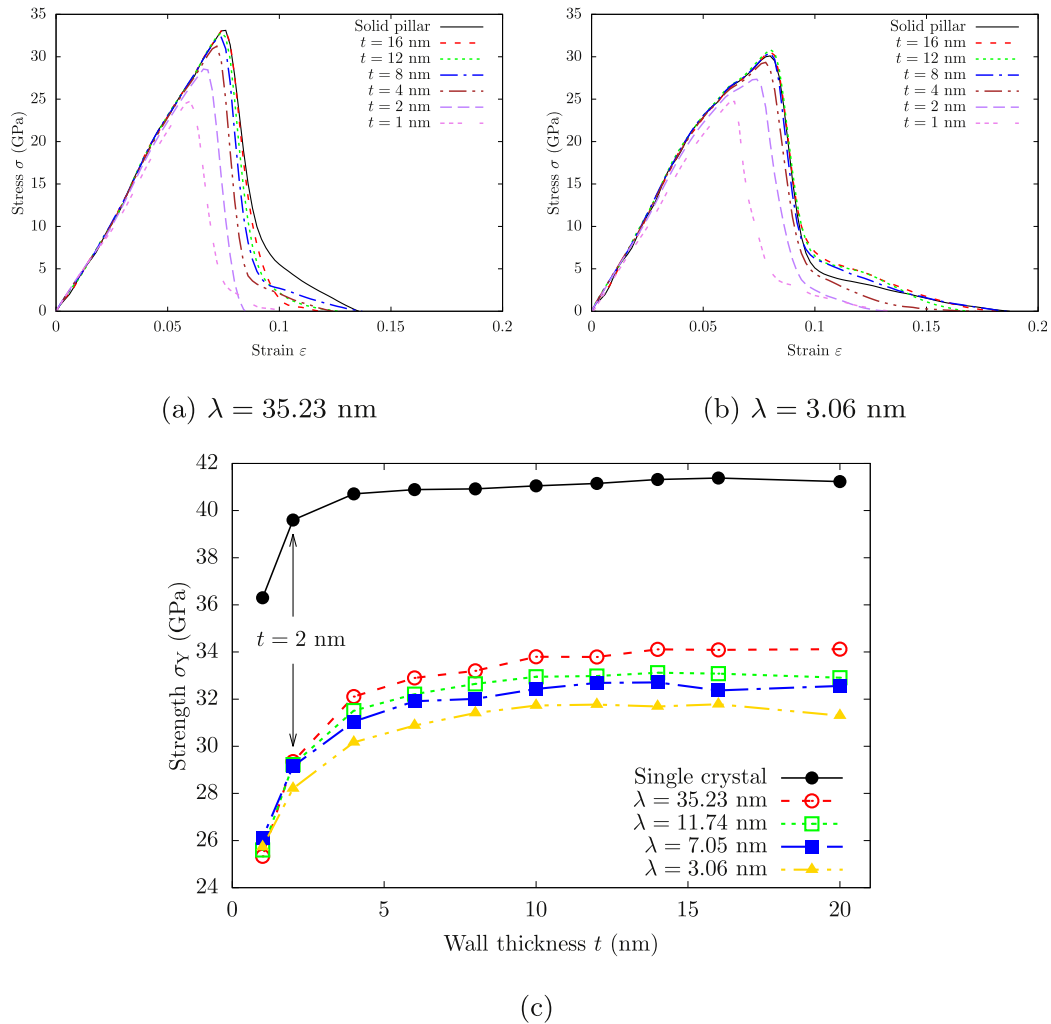 35
30
25
20
15
10
5
0
Stress σ (GPa)
0
0.05
0.1
0.15
0.2
Strain ε
Solid pillar
t = 16 nm
t = 12 nm
t = 8 nm
t = 4 nm
t = 2 nm
t = 1 nm
(a) λ = 35.23 nm
35
30
25
20
15
10
5
0
Stress σ (GPa)
0
0.05
0.1
0.15
0.2
Strain ε
Solid pillar
t = 16 nm
t = 12 nm
t = 8 nm
t = 4 nm
t = 2 nm
t = 1 nm
(b) λ = 3.06 nm
42
40
38
36
34
32
30
28
26
24
Strength σY (GPa)
t = 2 nm
Single crystal
λ = 35.23 nm
λ = 11.74 nm
λ = 7.05 nm
λ = 3.06 nm
0
5
10
15
20
Wall thickness t (nm)
(c)